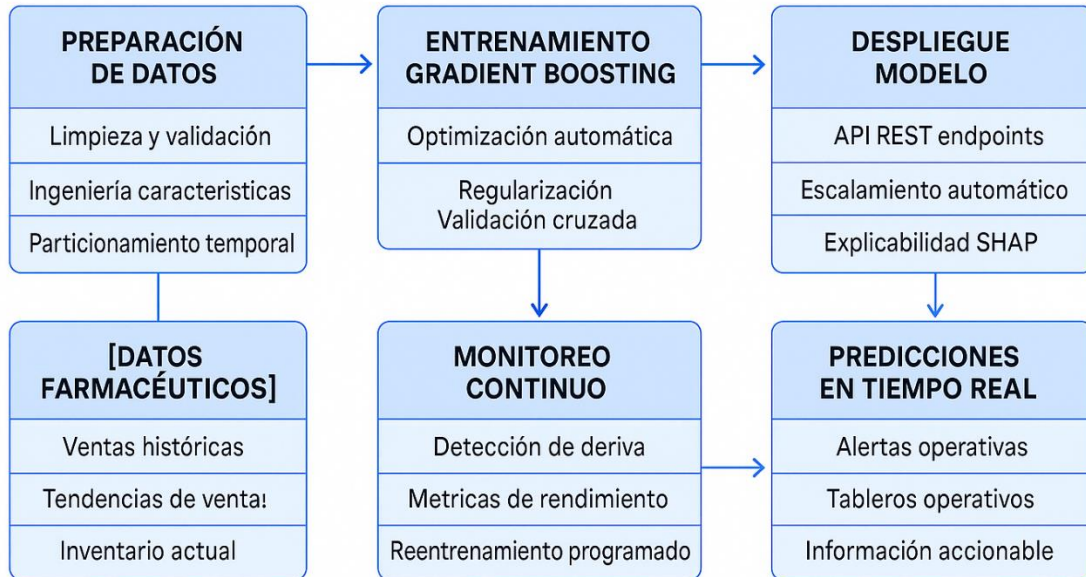 PREPARACIÓN
DE DATOS
Limpieza y validación
Ingeniería caracteristicas
Particionamiento temporal
ENTRENAMIENTO
GRADIENT BOOSTING
Optimización automática
Regularización
Validación cruzada
DESPLIEGUE
MODELO
API REST endpoints
Escalamiento automático
Explicabilidad SHAP
[DATOS
FARMACÉUTICOS]
Ventas históricas
Tendencias de venta!
Inventario actual
MONITOREO
CONTINUO
Detección de deriva
Metricas de rendimiento
Reentrenamiento programado
PREDICCIONES
EN TIEMPO REAL
Alertas operativas
Tableros operativos
Información accionable